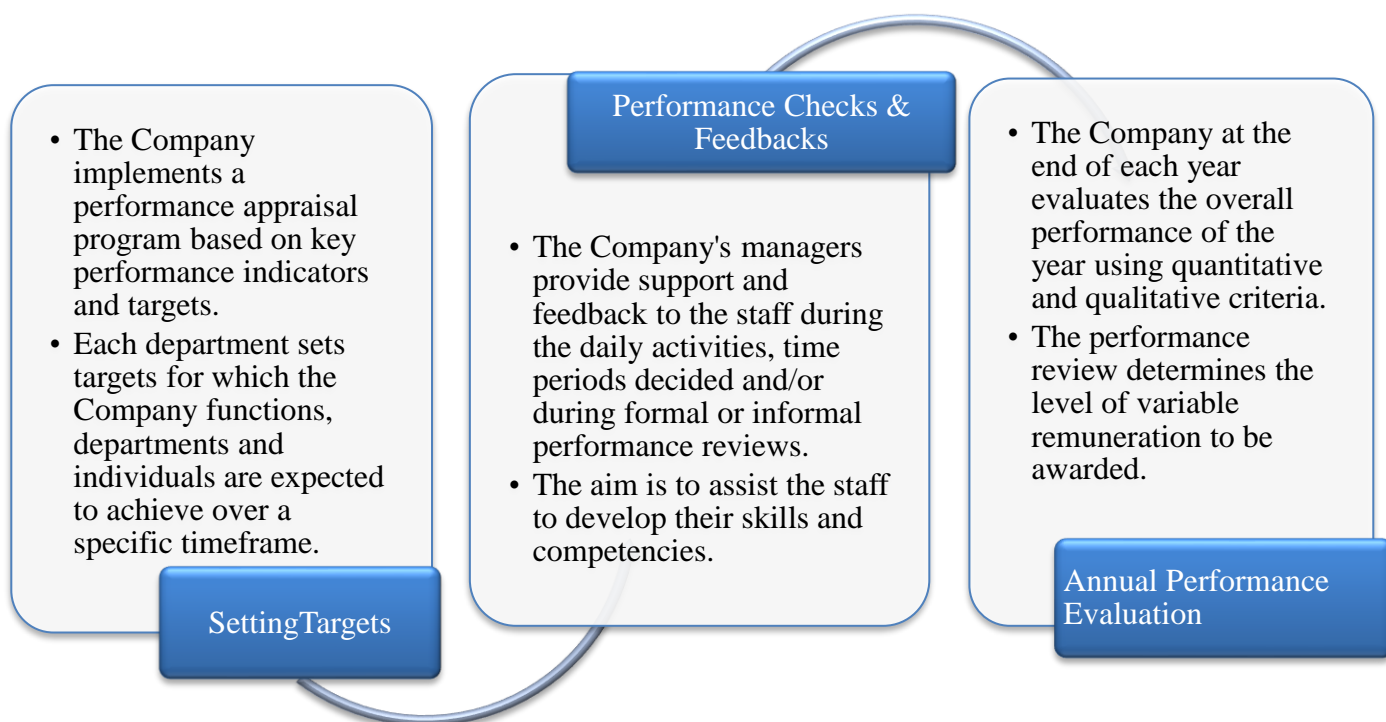 • The Company
implements a
performance appraisal
program based on key
performance indicators
and targets.
• Each department sets
targets for which the
Company functions,
departments and
individuals are expected
to achieve over a
specific timeframe.
SettingTargets
Performance Checks &
Feedbacks
• The Company's managers
provide support and
feedback to the staff during
the daily activities, time
periods decided and/or
during formal or informal
performance reviews.
• The aim is to assist the staff
to develop their skills and
competencies.
• The Company at the
end of each year
evaluates the overall
performance of the
year using quantitative
and qualitative criteria.
• The performance
review determines the
level of variable
remuneration to be
awarded.
Annual Performance
Evaluation